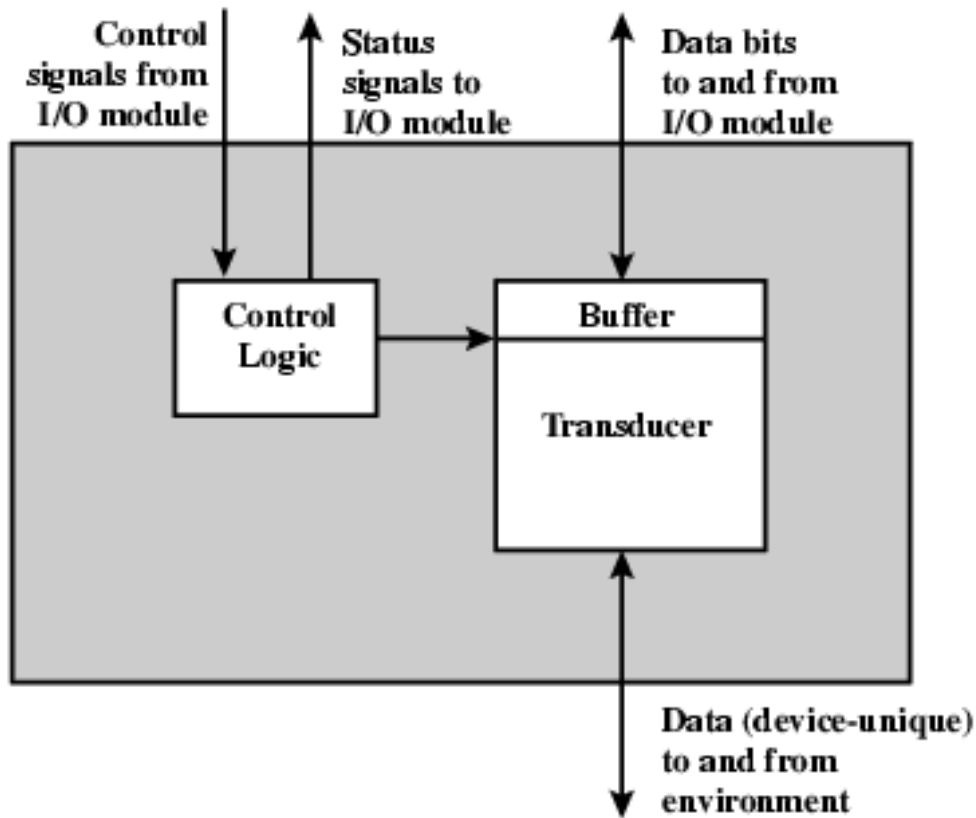 Control
signals from
I/O module
Status
signals to
I/O module
Data bits
to and from
I/O module
Control
Logic
Buffer
Transducer
Data (device-unique)
to and from
environment